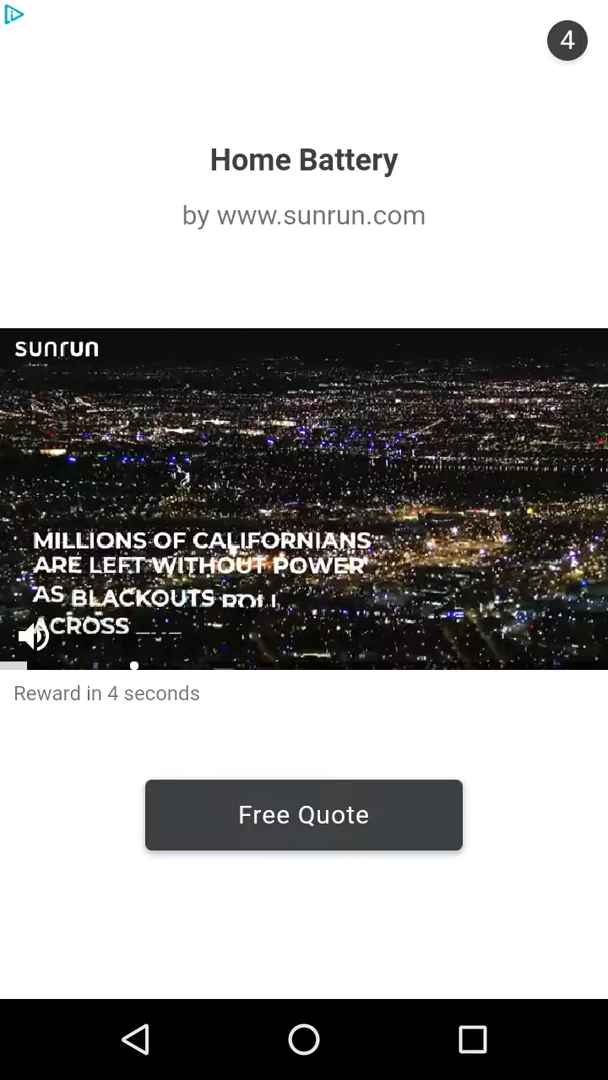 4
Home Battery
by www.sunrun.com
sunrun
MILLIONS OF CALIFORNIANS
ARE LEFT WITHOUT POWER
AS BLACKOUTS ROLL
ACROSS
Reward in 4 seconds
Free Quote